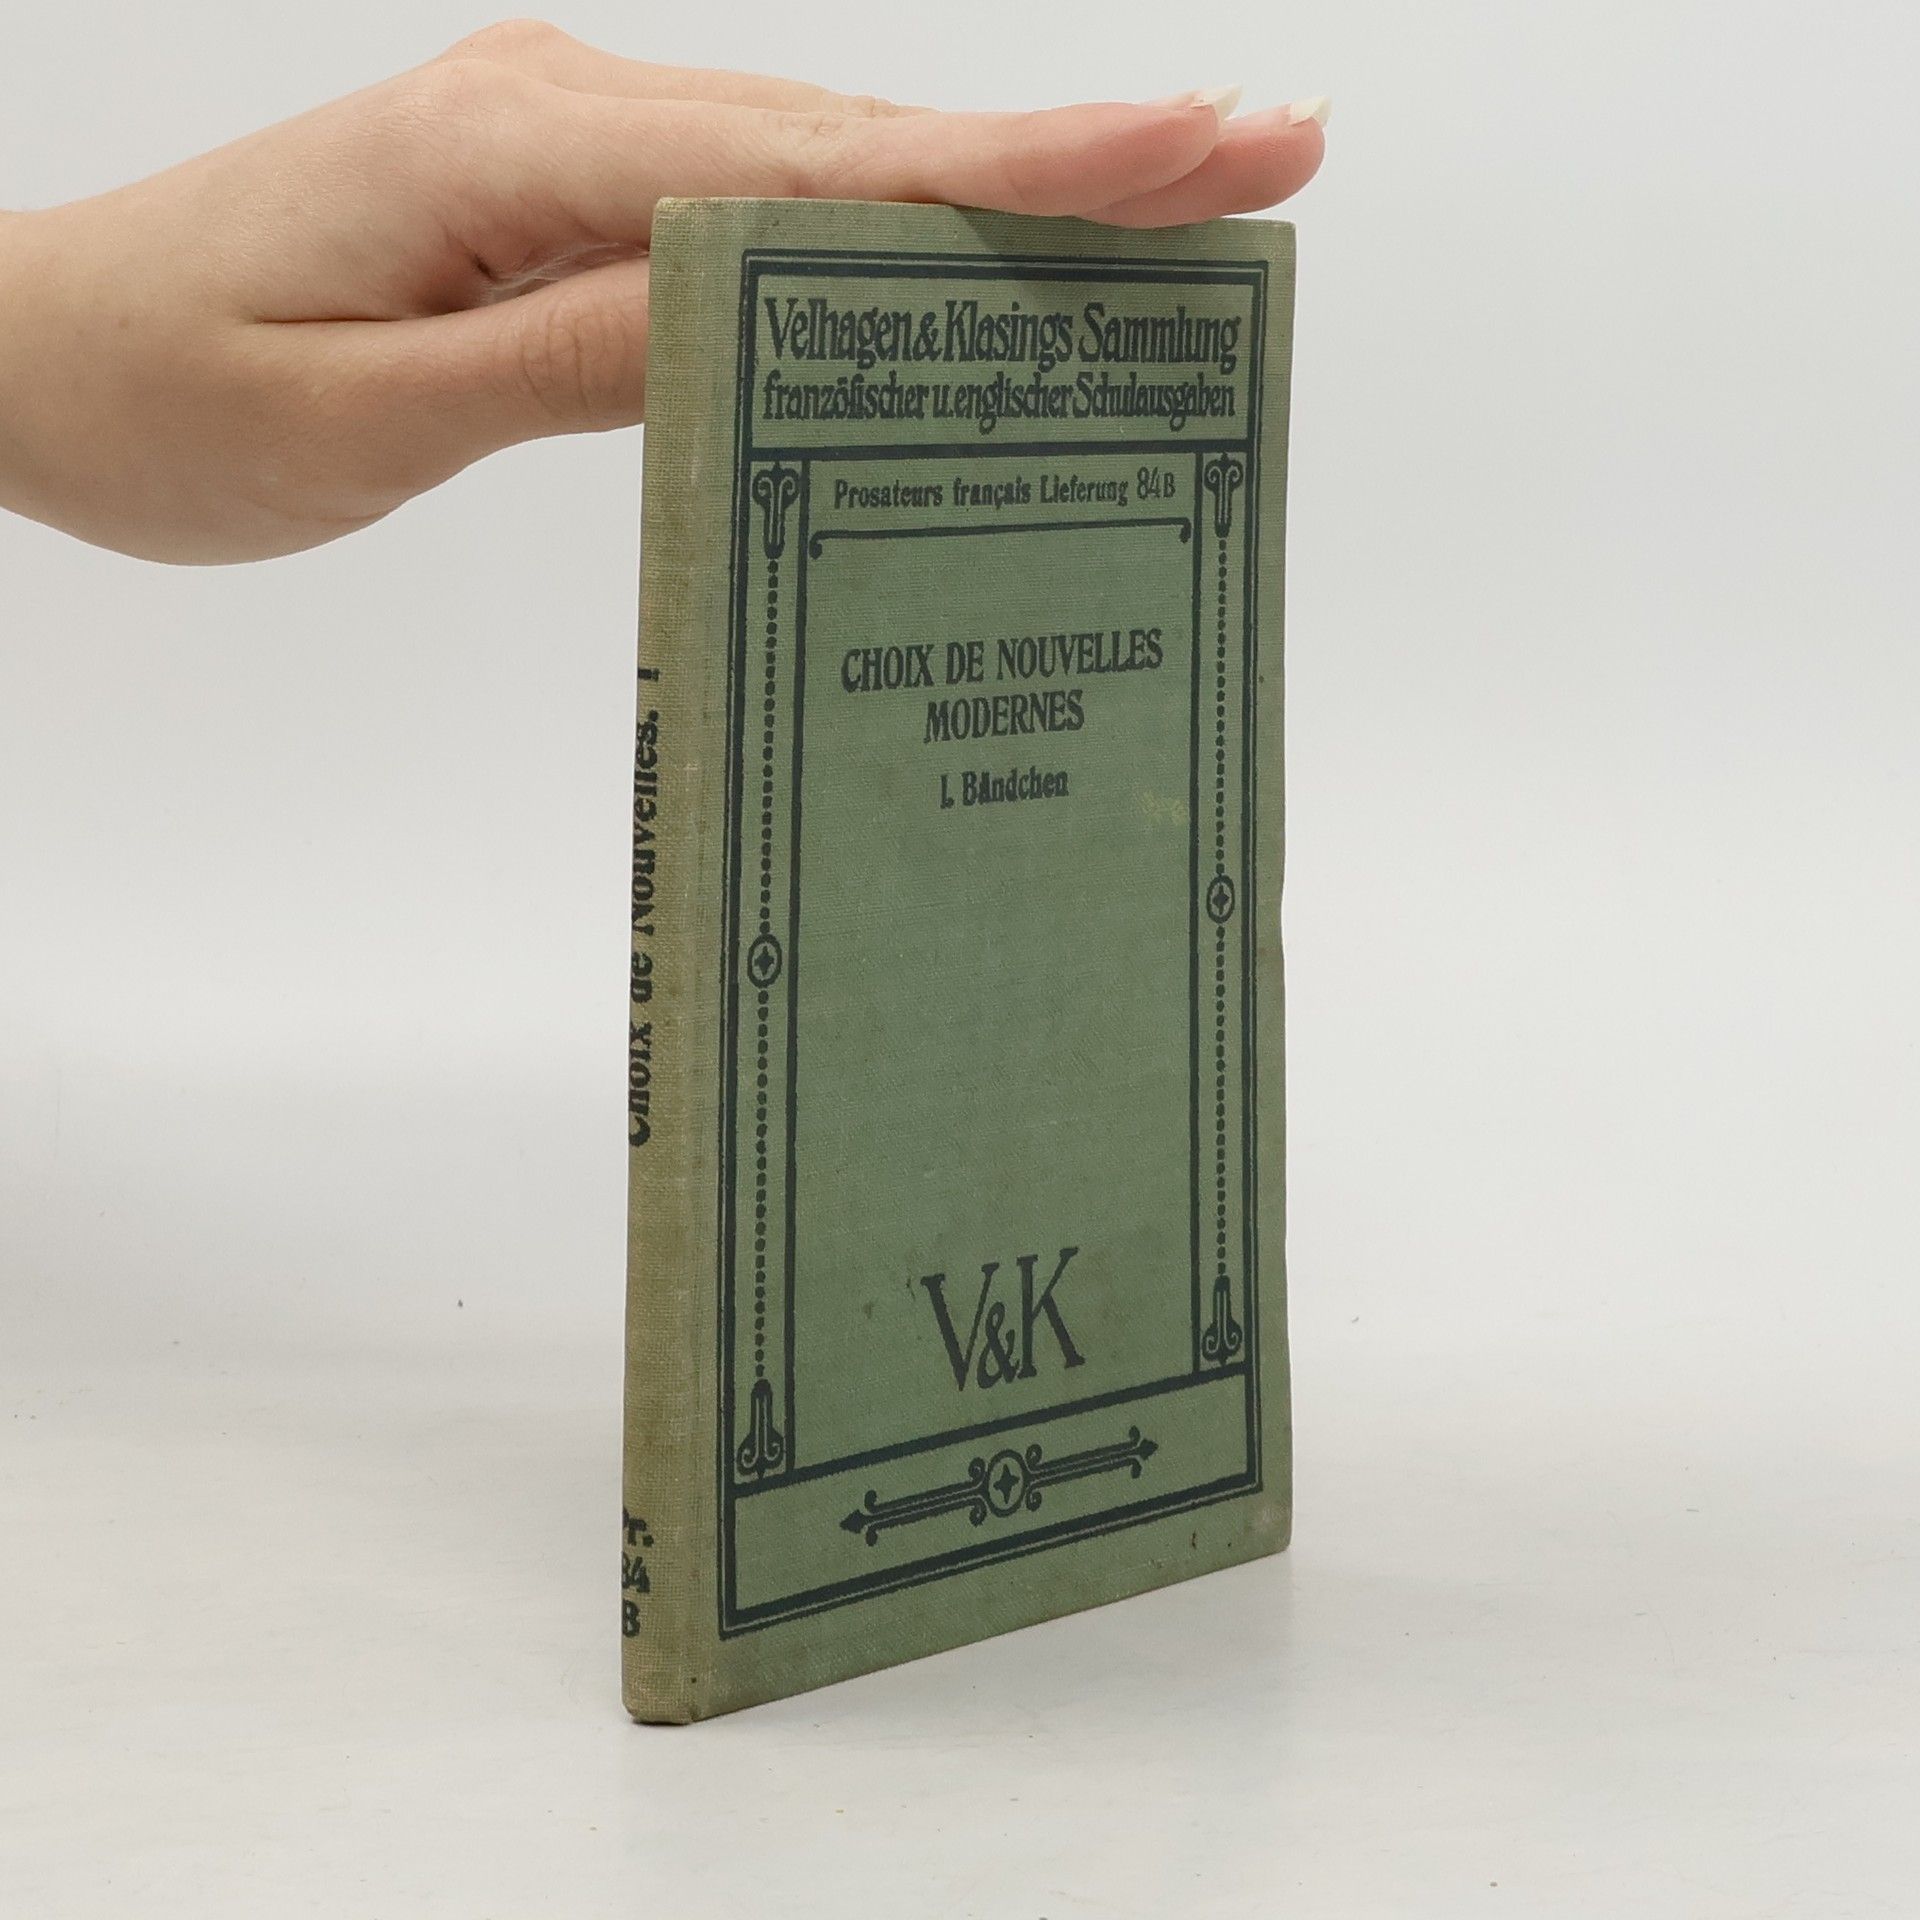 Velhagen & Klasings Sammlung
französischer u. englischer Schulausgaben
Prosateurs français Lieferung 84B
CHOIX DE NOUVELLES
MODERNES
I. Bändchen
V&K
Choix de Nouvelles. I
Pr.
84
B